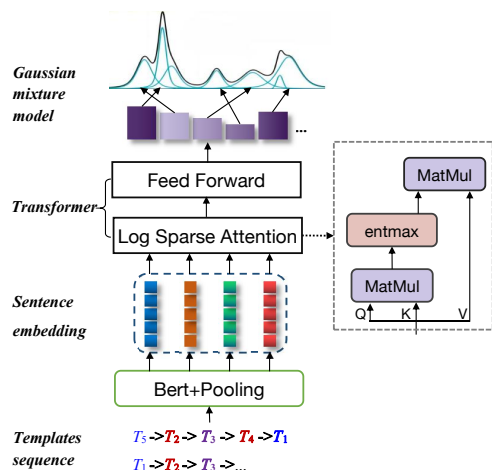 Gaussian
mixture
model
...
Feed Forward
Transformer
Log Sparse Attention
MatMul
entmax
MatMul
Q K V
Sentence
embedding
Bert+Pooling
Templates
sequence
T5->T2->T3->T4->T1
T1->T2->T3->...